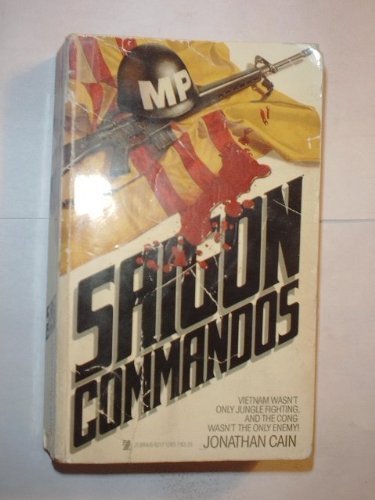 MP
SAIGON
COMMANDOS
VIETNAM WASN'T
ONLY JUNGLE FIGHTING,
AND THE CONG
WASN'T THE ONLY ENEMY!
JONATHAN CAIN